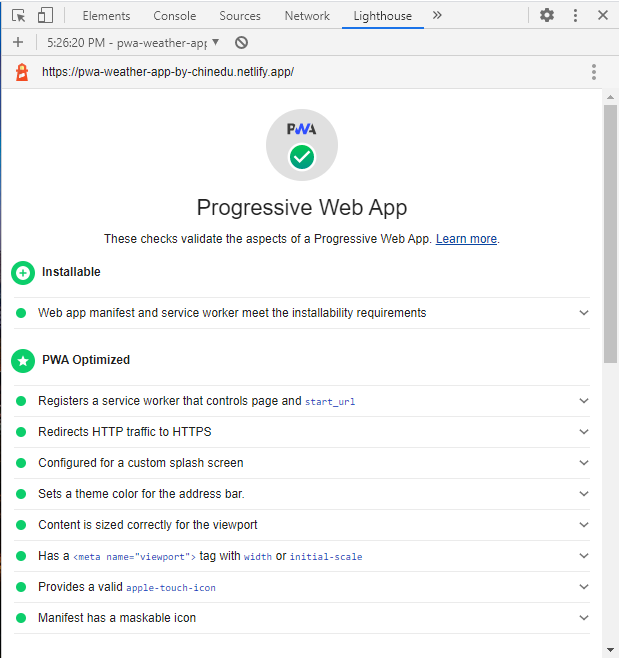 Elements Console Sources Network Lighthouse »
5:26:20 PM - pwa-weather-app
https://pwa-weather-app-by-chinedu.netlify.app/
PWA
Progressive Web App
These checks validate the aspects of a Progressive Web App. Learn more.
Installable
Web app manifest and service worker meet the installability requirements
PWA Optimized
Registers a service worker that controls page and start_url
Redirects HTTP traffic to HTTPS
Configured for a custom splash screen
Sets a theme color for the address bar.
Content is sized correctly for the viewport
Has a <meta name="viewport"> tag with width or initial-scale
Provides a valid apple-touch-icon
Manifest has a maskable icon